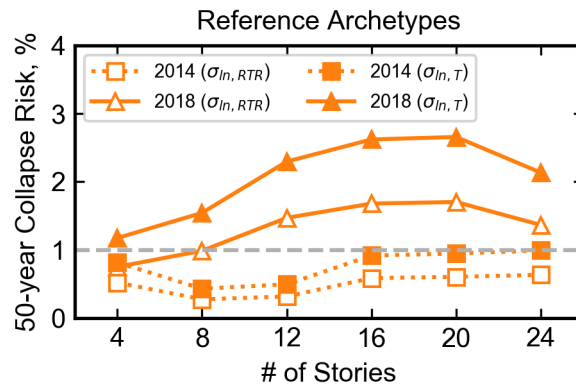 Reference Archetypes
50-year Collapse Risk, %
4
3
2
1
0
2014 (σln, RTR)
2018 (σln, RTR)
2014 (σln, T)
2018 (σln, T)
4 8 12 16 20 24
# of Stories